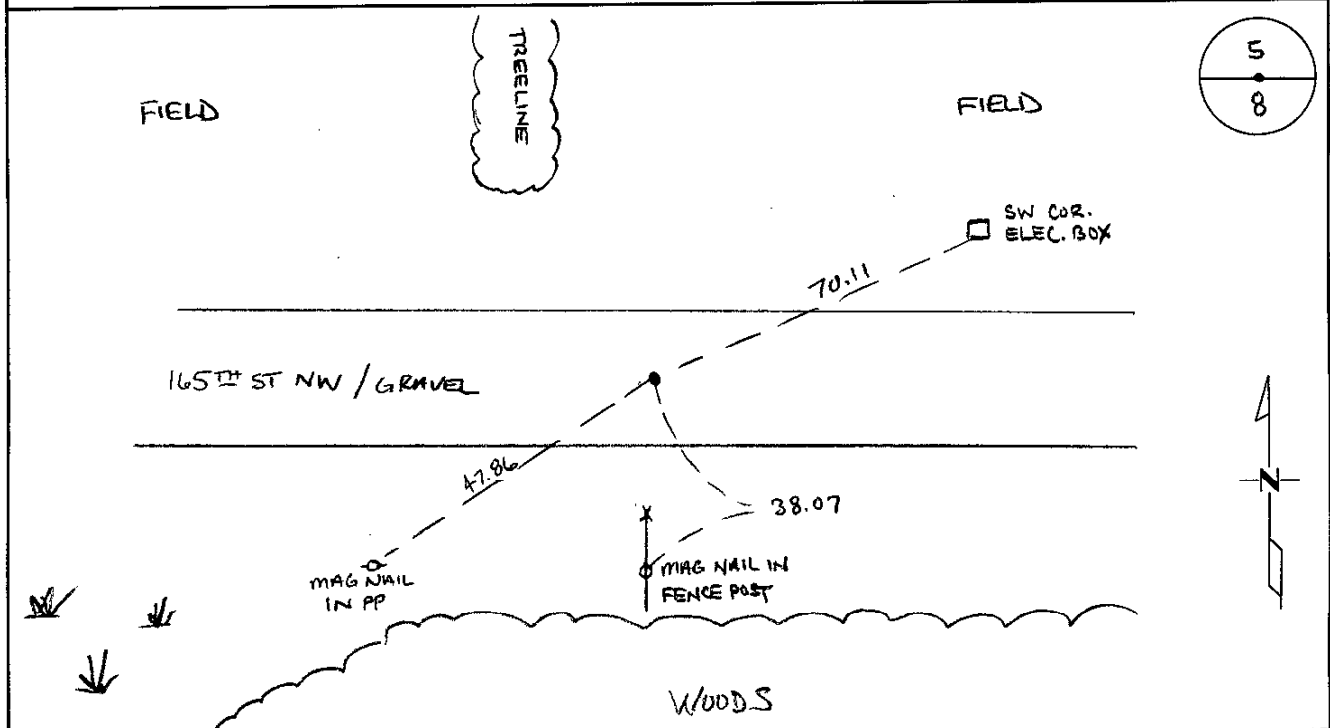 TREELINE
FIELD
FIELD
5
8
SW COR.
ELEC. BOX
70.11
165TH ST NW / GRAVEL
47.86
38.07
N
MAG NAIL
IN PP
MAG NAIL IN
FENCE POST
WOODS